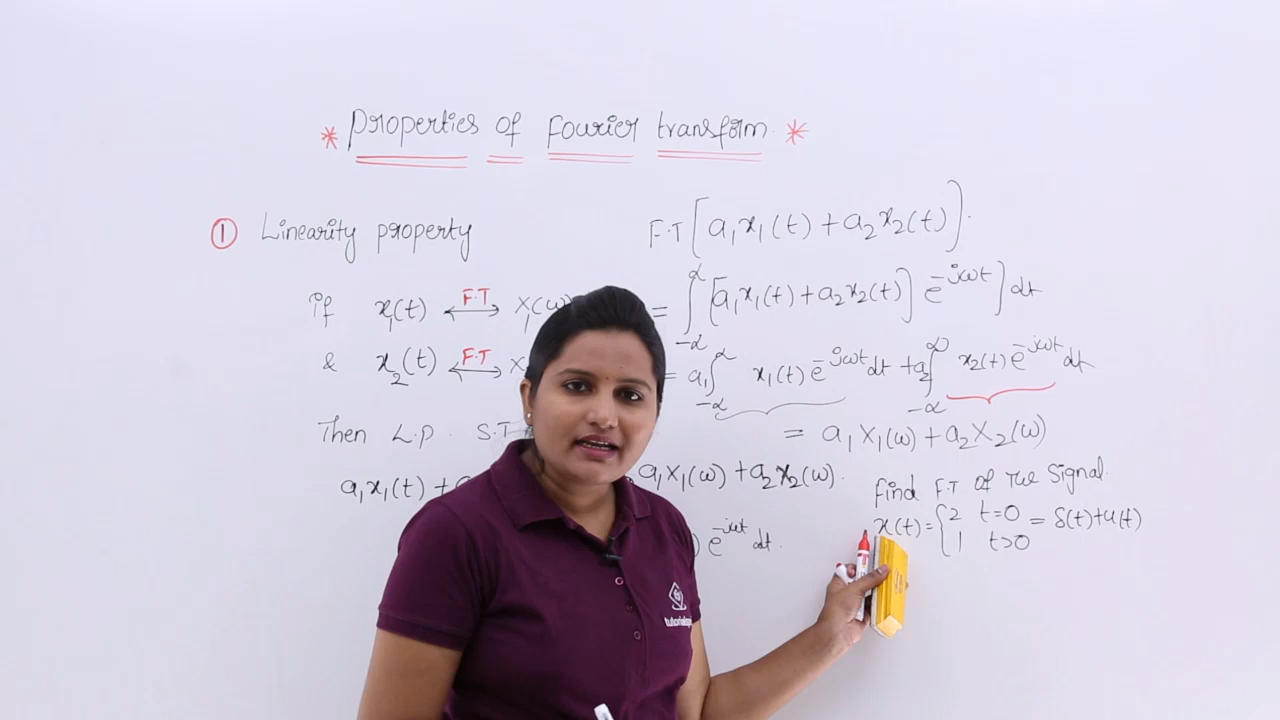 * Properties of Fourier transform. *
① Linearity property
if x₁(t) ←F.T→ X₁(ω)
& x₂(t) ←F.T→ X
Then L.P. S.T
a₁x₁(t) + a₁X₁(ω) + a₂X₂(ω).
) e^-jωt dt.
F.T [a₁x₁(t) + a₂x₂(t)].
= ∫_-α^α [a₁x₁(t) + a₂x₂(t)] e^-jωt] dt
= a₁ ∫_-α^α x₁(t) e^-jωt dt + a₂ ∫_-α^∞ x₂(t) e^-jωt dt
= a₁X₁(ω) + a₂X₂(ω)
Find F.T of the Signal.
x(t) = { 2 t=0 = δ(t)+u(t)
1 t>0